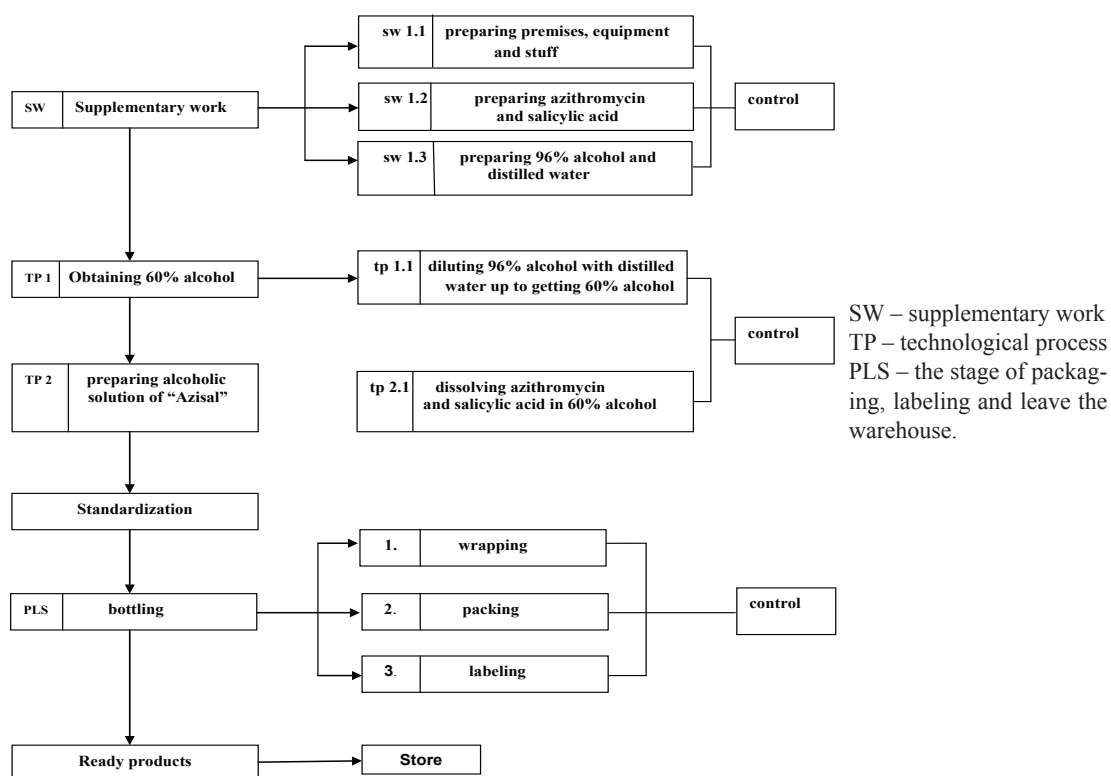 sw 1.1 preparing premises, equipment
and stuff
SW Supplementary work
sw 1.2 preparing azithromycin
and salicylic acid
control
sw 1.3 preparing 96% alcohol and
distilled water
TP 1 Obtaining 60% alcohol
tp 1.1 diluting 96% alcohol with distilled
water up to getting 60% alcohol
control
TP 2 preparing alcoholic
solution of “Azisal”
tp 2.1 dissolving azithromycin
and salicylic acid in 60% alcohol
SW – supplementary work
TP – technological process
PLS – the stage of packag-
ing, labeling and leave the
warehouse.
Standardization
1. wrapping
PLS bottling
2. packing
control
3. labeling
Ready products
Store